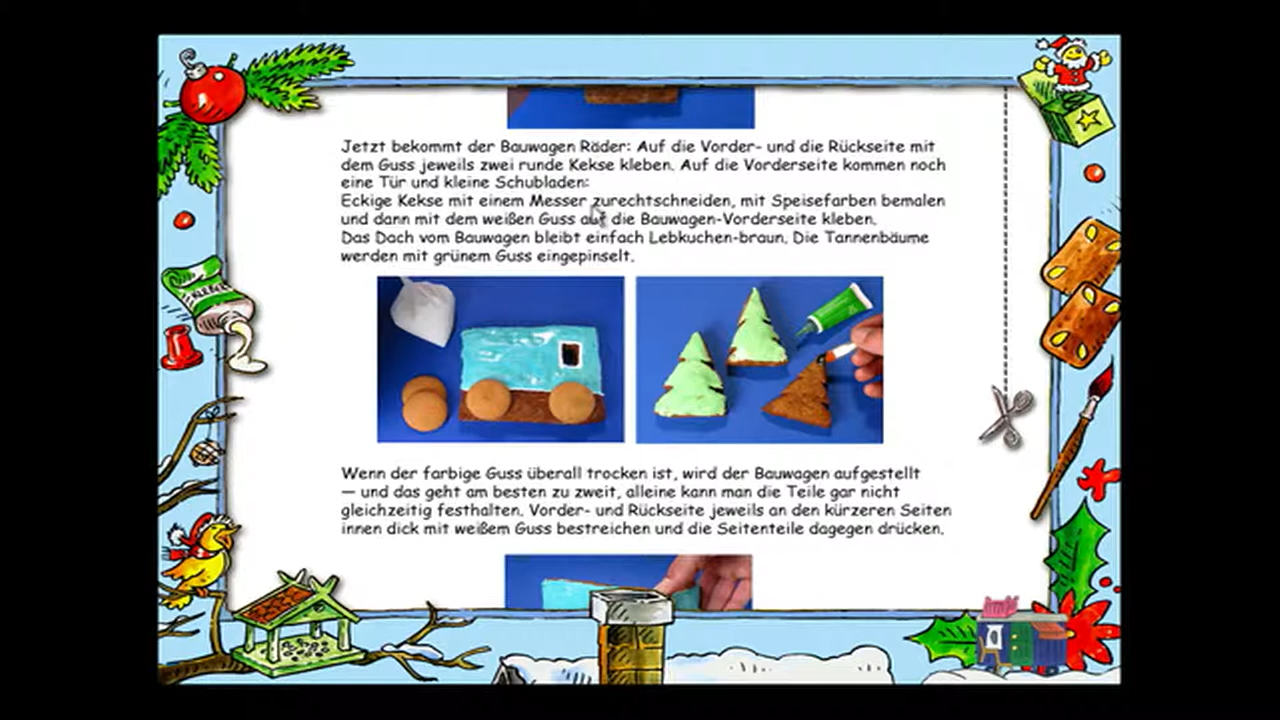 Jetzt bekommt der Bauwagen Räder: Auf die Vorder- und die Rückseite mit
dem Guss jeweils zwei runde Kekse kleben. Auf die Vorderseite kommen noch
eine Tür und kleine Schubladen:
Eckige Kekse mit einem Messer zurechtschneiden, mit Speisefarben bemalen
und dann mit dem weißen Guss auf die Bauwagen-Vorderseite kleben.
Das Dach vom Bauwagen bleibt einfach Lebkuchen-braun. Die Tannenbäume
werden mit grünem Guss eingepinselt.
Wenn der farbige Guss überall trocken ist, wird der Bauwagen aufgestellt
— und das geht am besten zu zweit, alleine kann man die Teile gar nicht
gleichzeitig festhalten. Vorder- und Rückseite jeweils an den kürzeren Seiten
innen dick mit weißem Guss bestreichen und die Seitenteile dagegen drücken.